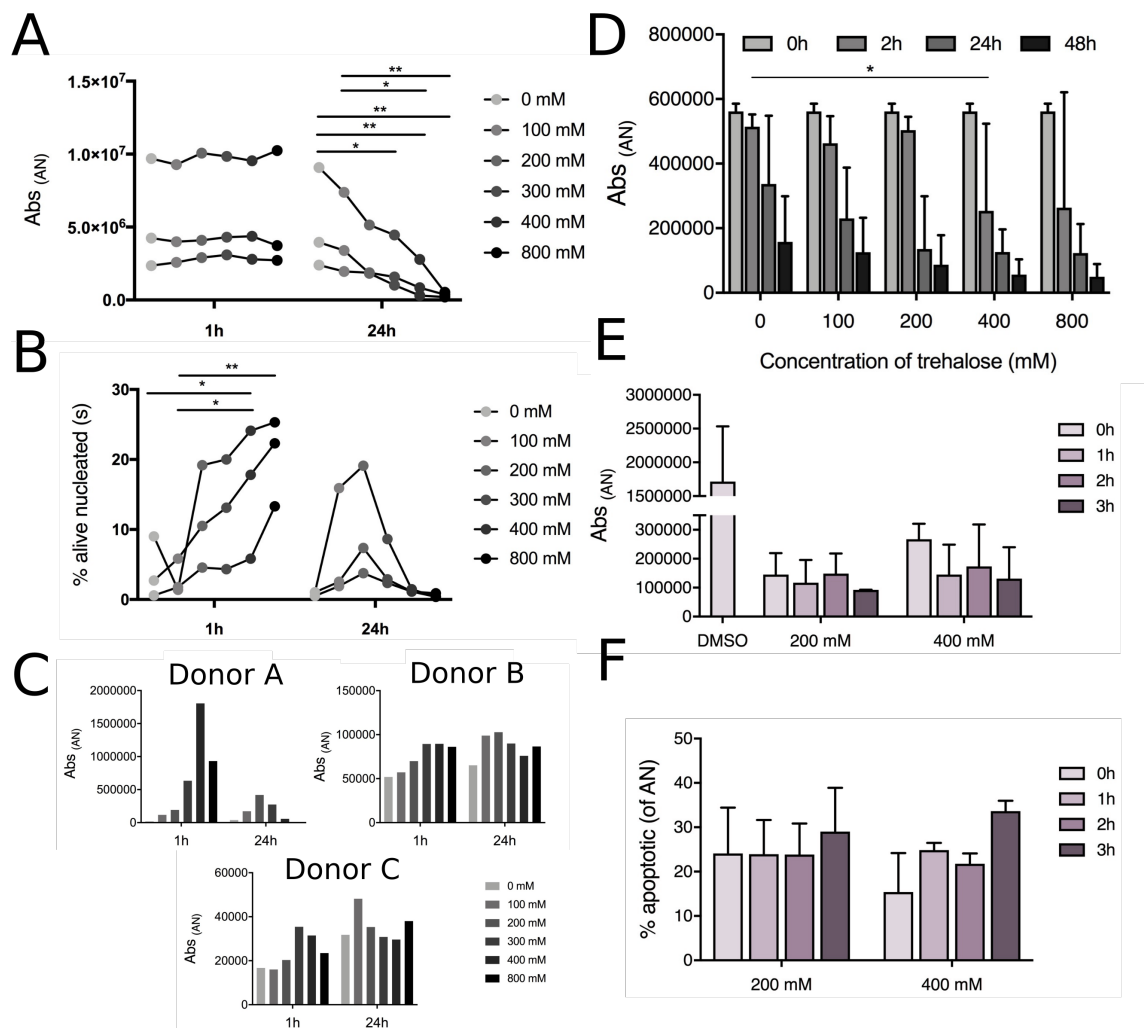 A
1.5×10⁷
1.0×10⁷
5.0×10⁶
0.0
Abs (AN)
1h
24h
**
*
**
**
*
0 mM
100 mM
200 mM
300 mM
400 mM
800 mM
B
30
20
10
0
% alive nucleated (s)
1h
24h
**
*
*
0 mM
100 mM
200 mM
300 mM
400 mM
800 mM
C
Donor A
2000000
1500000
1000000
500000
0
Abs (AN)
1h
24h
Donor B
150000
100000
50000
0
Abs (AN)
1h
24h
Donor C
60000
40000
20000
0
Abs (AN)
1h
24h
0 mM
100 mM
200 mM
300 mM
400 mM
800 mM
D
800000
600000
400000
200000
0
Abs (AN)
0h 2h 24h 48h
*
0 100 200 400 800
Concentration of trehalose (mM)
E
3000000
2500000
2000000
1500000
300000
200000
100000
0
Abs (AN)
DMSO 200 mM 400 mM
0h
1h
2h
3h
F
50
40
30
20
10
0
% apoptotic (of AN)
200 mM 400 mM
0h
1h
2h
3h